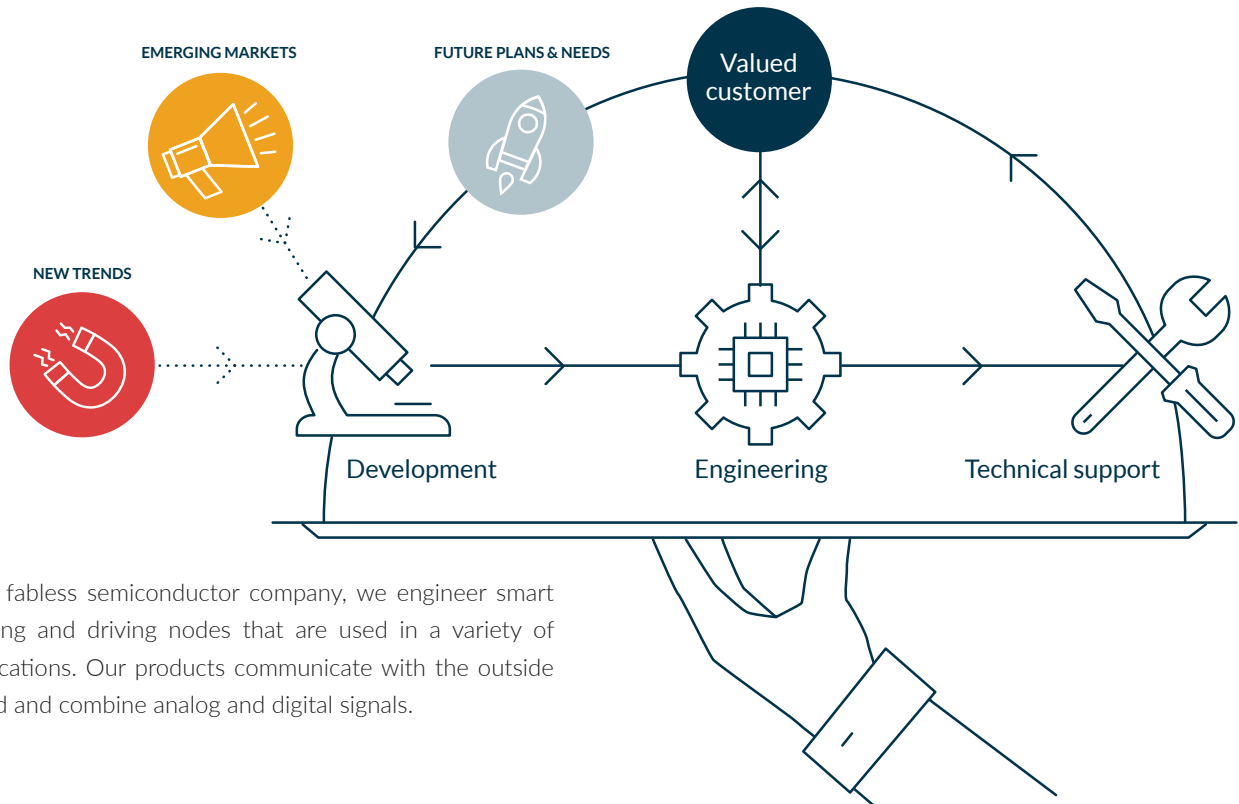 EMERGING MARKETS
FUTURE PLANS & NEEDS
Valued
customer
NEW TRENDS
Development
Engineering
Technical support
fabless semiconductor company, we engineer smart
and driving nodes that are used in a variety of
Our products communicate with the outside
and combine analog and digital signals.